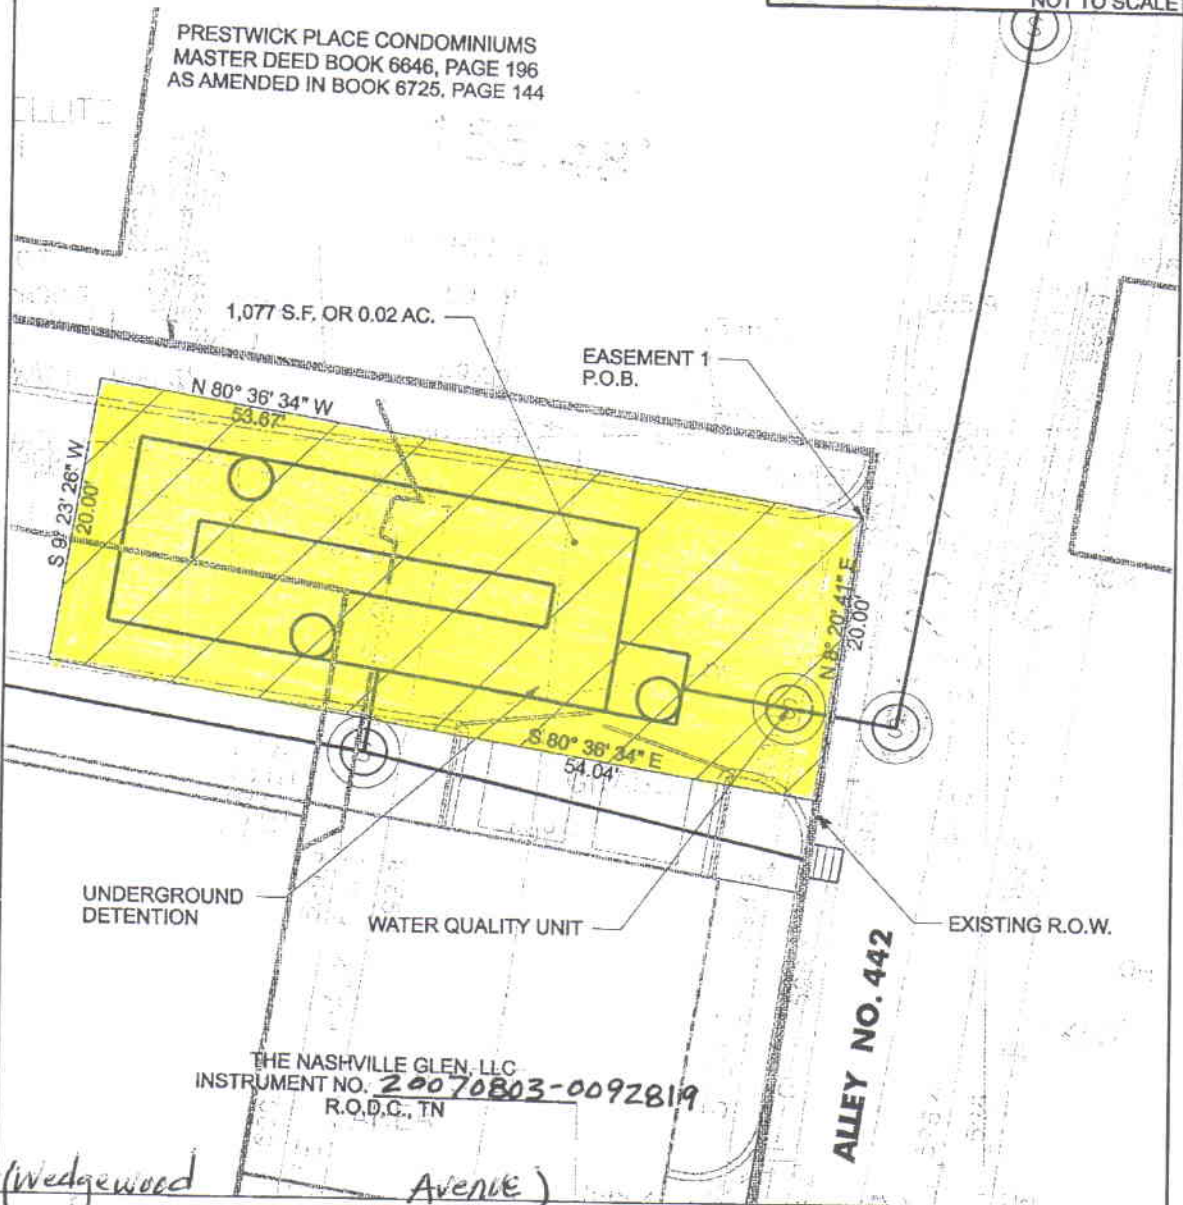 NOT TO SCALE
PRESTWICK PLACE CONDOMINIUMS
MASTER DEED BOOK 6646, PAGE 196
AS AMENDED IN BOOK 6725, PAGE 144
1,077 S.F. OR 0.02 AC.
EASEMENT 1
P.O.B.
N 80° 36' 34" W
53.67'
S 9° 23' 26" W
20.00'
N 8° 20' 41" E
20.00'
S 80° 36' 34" E
54.04'
UNDERGROUND
DETENTION
WATER QUALITY UNIT
EXISTING R.O.W.
ALLEY NO. 442
THE NASHVILLE GLEN, LLC
INSTRUMENT NO. 20070803-0092819
R.O.D.C., TN
(Wedgewood Avenue)